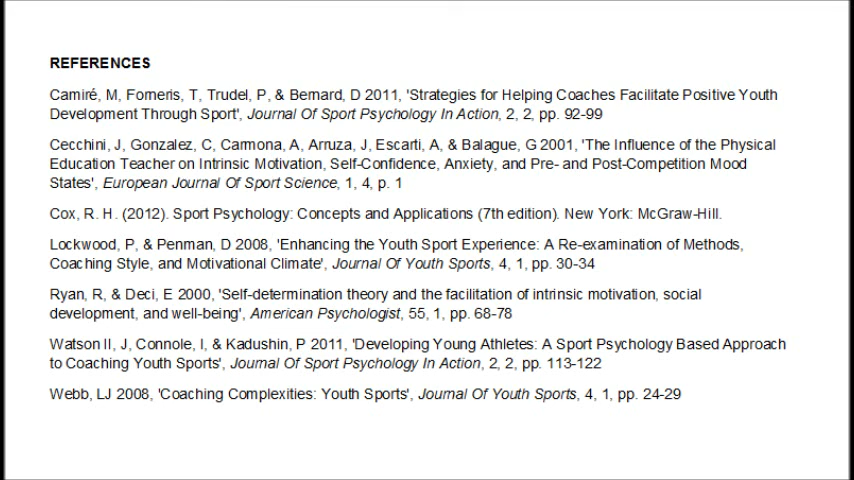 REFERENCES
Camiré, M, Forneris, T, Trudel, P, & Bernard, D 2011, 'Strategies for Helping Coaches Facilitate Positive Youth
Development Through Sport', Journal Of Sport Psychology In Action, 2, 2, pp. 92-99
Cecchini, J, Gonzalez, C, Carmona, A, Arruza, J, Escarti, A, & Balague, G 2001, 'The Influence of the Physical
Education Teacher on Intrinsic Motivation, Self-Confidence, Anxiety, and Pre- and Post-Competition Mood
States', European Journal Of Sport Science, 1, 4, p. 1
Cox, R. H. (2012). Sport Psychology: Concepts and Applications (7th edition). New York: McGraw-Hill.
Lockwood, P, & Penman, D 2008, 'Enhancing the Youth Sport Experience: A Re-examination of Methods,
Coaching Style, and Motivational Climate', Journal Of Youth Sports, 4, 1, pp. 30-34
Ryan, R, & Deci, E 2000, 'Self-determination theory and the facilitation of intrinsic motivation, social
development, and well-being', American Psychologist, 55, 1, pp. 68-78
Watson II, J, Connole, I, & Kadushin, P 2011, 'Developing Young Athletes: A Sport Psychology Based Approach
to Coaching Youth Sports', Journal Of Sport Psychology In Action, 2, 2, pp. 113-122
Webb, LJ 2008, 'Coaching Complexities: Youth Sports', Journal Of Youth Sports, 4, 1, pp. 24-29